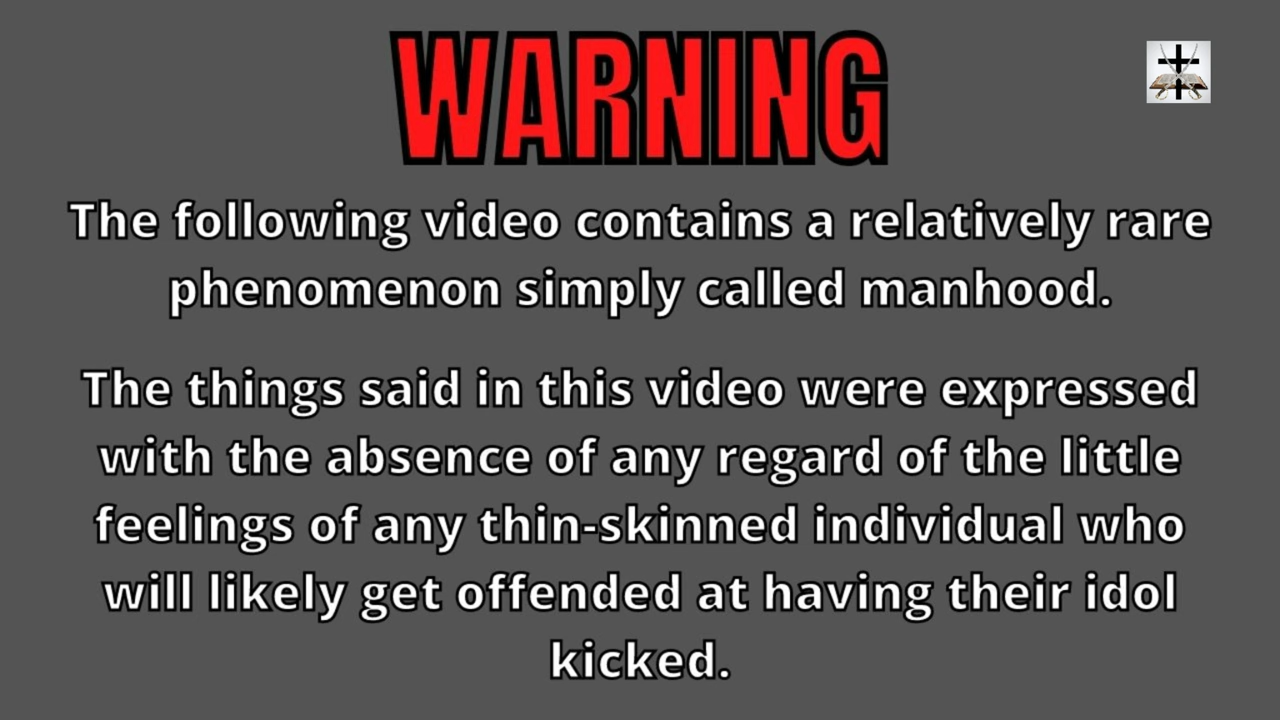 WARNING
The following video contains a relatively rare
phenomenon simply called manhood.
The things said in this video were expressed
with the absence of any regard of the little
feelings of any thin-skinned individual who
will likely get offended at having their idol
kicked.